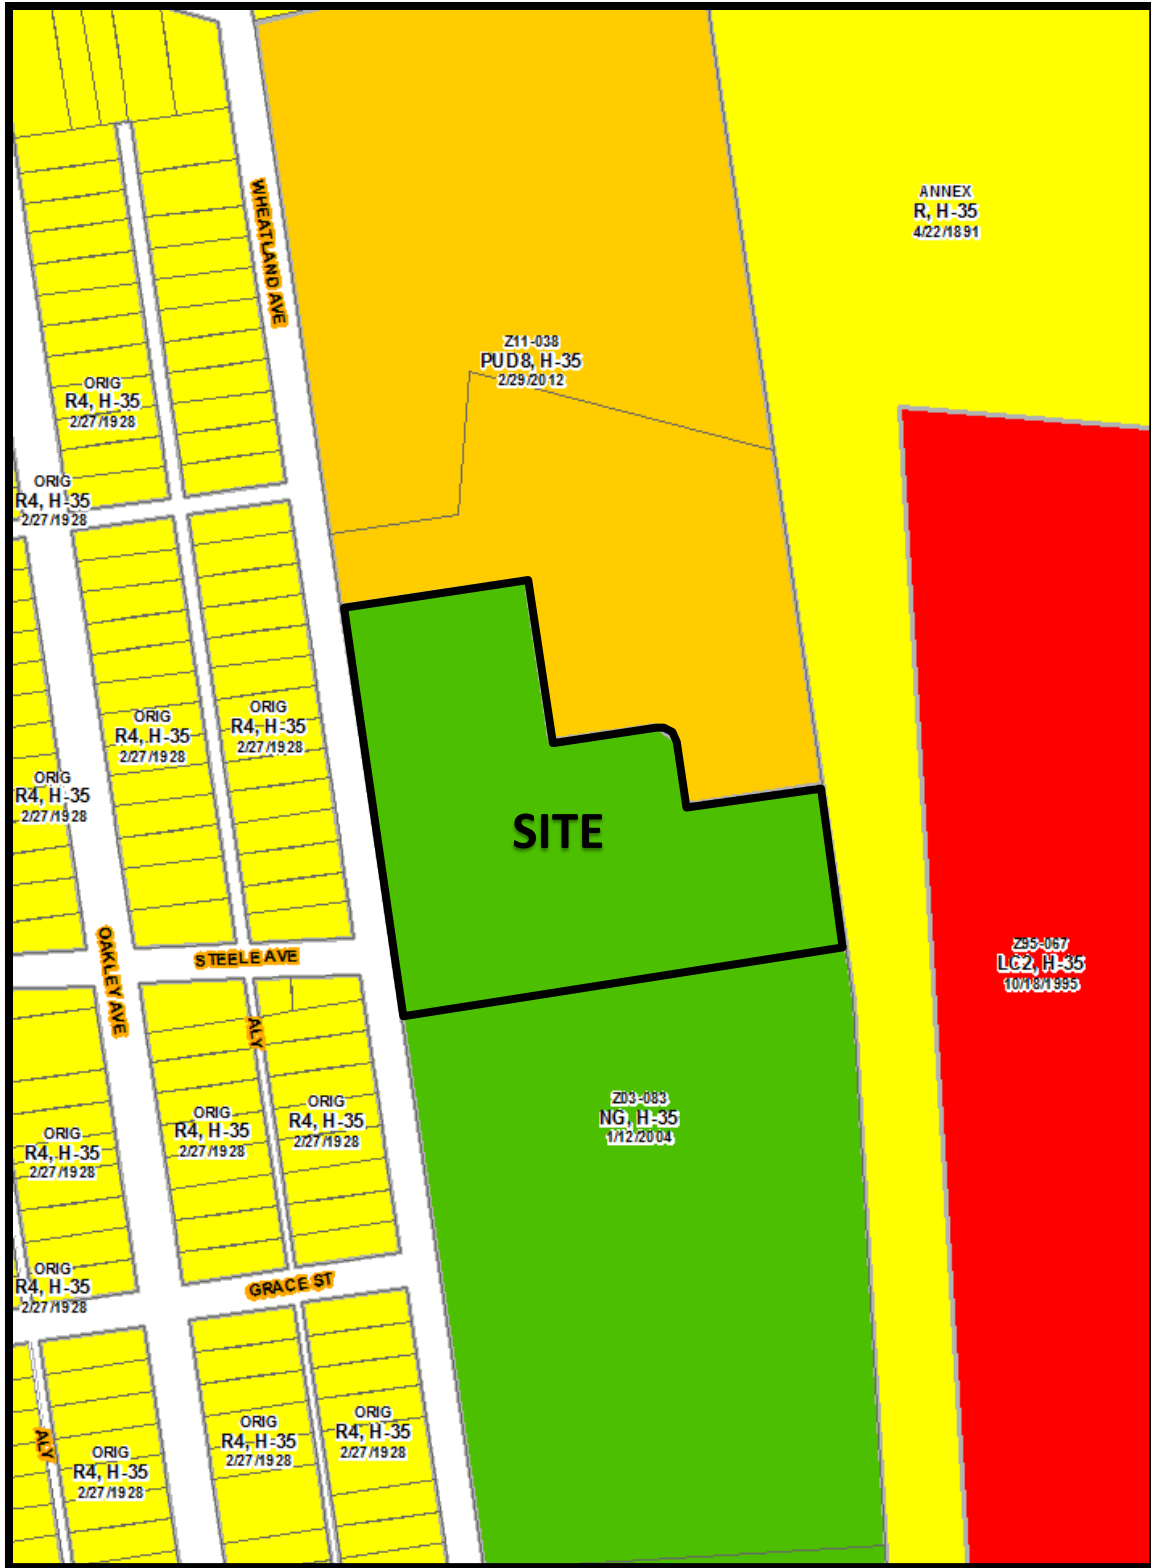 WHEATLAND AVE
ANNEX
R, H-35
4/22/1891
Z11-038
PUD8, H-35
2/29/2012
ORIG
R4, H-35
2/27/1928
ORIG
R4, H-35
2/27/1928
ORIG
R4, H-35
2/27/1928
ORIG
R4, H-35
2/27/1928
ORIG
R4, H-35
2/27/1928
SITE
OAKLEY AVE
STEELE AVE
Z95-067
LC2, H-35
10/18/1995
ALY
Z03-083
NG, H-35
1/12/2004
ORIG
R4, H-35
2/27/1928
ORIG
R4, H-35
2/27/1928
ORIG
R4, H-35
2/27/1928
ORIG
R4, H-35
2/27/1928
GRACE ST
ORIG
R4, H-35
2/27/1928
ORIG
R4, H-35
2/27/1928
ALY
ORIG
R4, H-35
2/27/1928